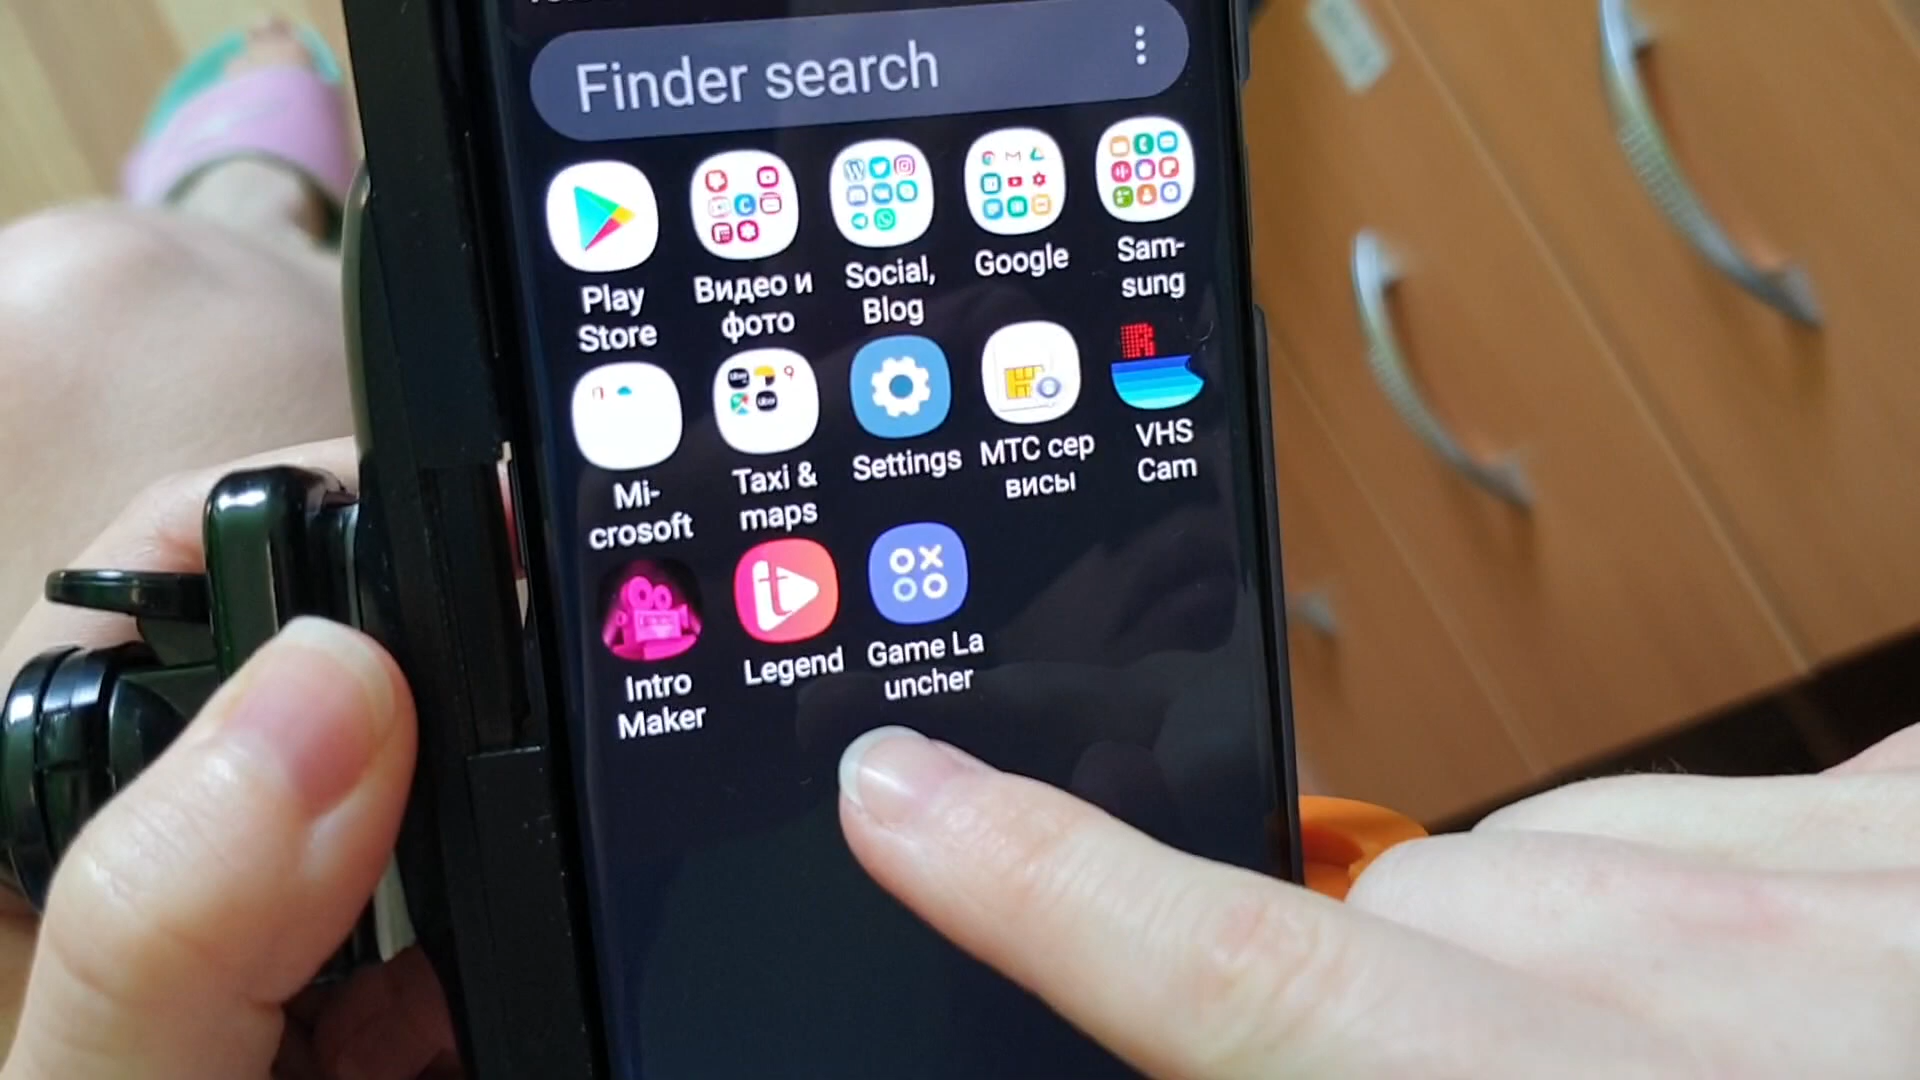 Finder search
Play
Store
Видео и
фото
Social,
Blog
Google
Sam-
sung
Mi-
crosoft
Taxi &
maps
Settings
МТС сер
висы
VHS
Cam
Intro
Maker
Legend
Game La
uncher